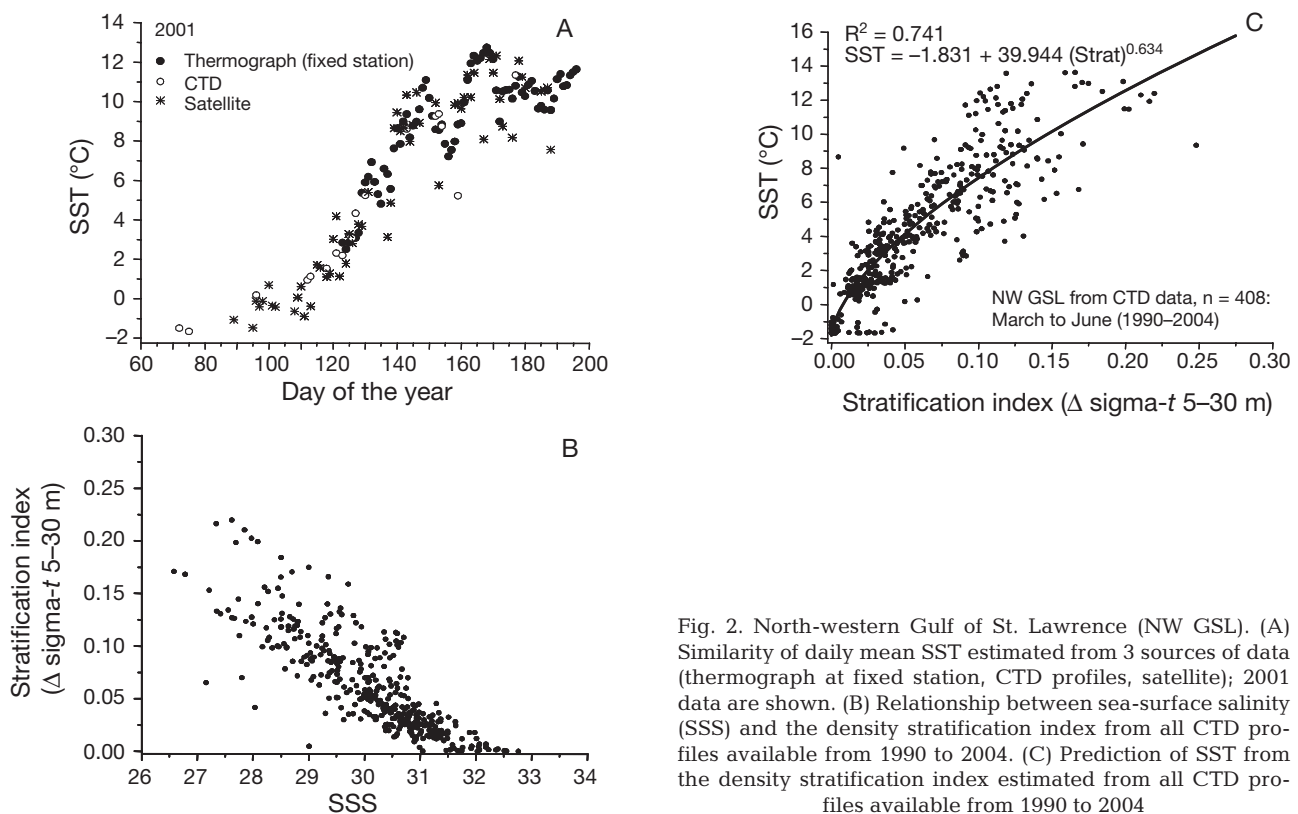 A
2001
Thermograph (fixed station)
CTD
Satellite
14
12
10
8
6
4
2
0
–2
SST (°C)
60 80 100 120 140 160 180 200
Day of the year
C
R² = 0.741
SST = –1.831 + 39.944 (Strat)^0.634
16
14
12
10
8
6
4
2
0
–2
SST (°C)
NW GSL from CTD data, n = 408:
March to June (1990–2004)
0.00 0.05 0.10 0.15 0.20 0.25 0.30
Stratification index (Δ sigma-t 5–30 m)
B
0.30
0.25
0.20
0.15
0.10
0.05
0.00
Stratification index
(Δ sigma-t 5–30 m)
26 27 28 29 30 31 32 33 34
SSS
Fig. 2. North-western Gulf of St. Lawrence (NW GSL). (A)
Similarity of daily mean SST estimated from 3 sources of data
(thermograph at fixed station, CTD profiles, satellite); 2001
data are shown. (B) Relationship between sea-surface salinity
(SSS) and the density stratification index from all CTD pro-
files available from 1990 to 2004. (C) Prediction of SST from
the density stratification index estimated from all CTD pro-
files available from 1990 to 2004